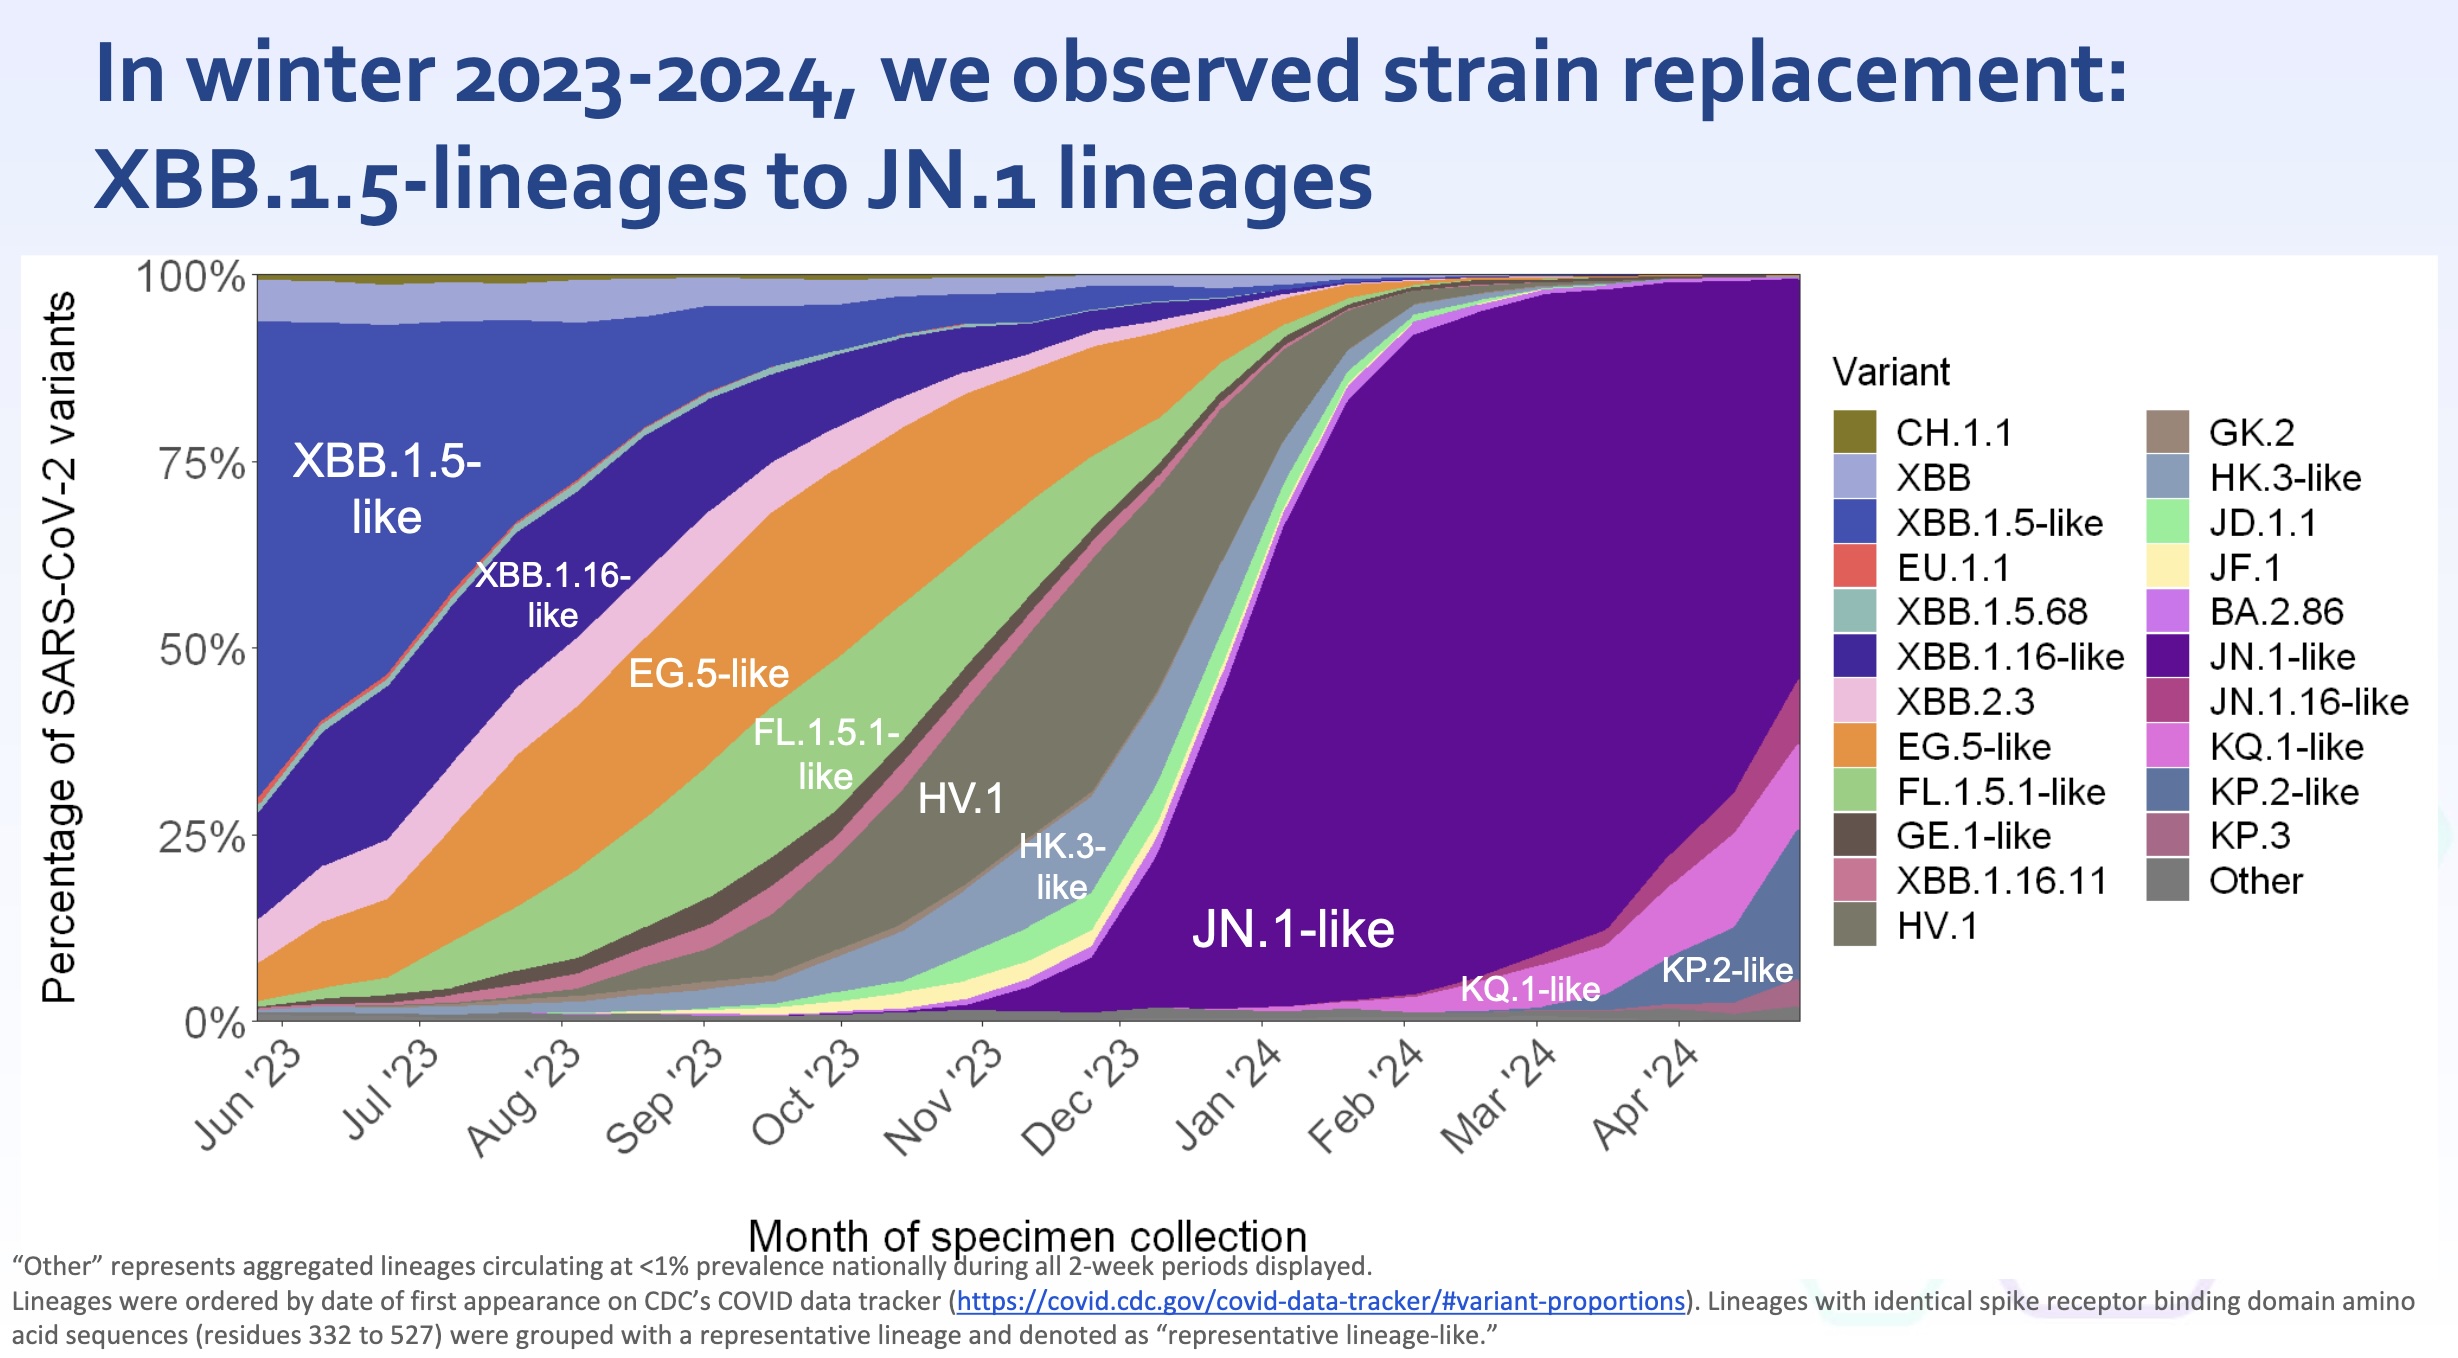 In winter 2023-2024, we observed strain replacement:
XBB.1.5-lineages to JN.1 lineages
Percentage of SARS-CoV-2 variants
100%
75%
50%
25%
0%
XBB.1.5-
like
XBB.1.16-
like
EG.5-like
FL.1.5.1-
like
HV.1
HK.3-
like
JN.1-like
KQ.1-like
KP.2-like
Jun '23
Jul '23
Aug '23
Sep '23
Oct '23
Nov '23
Dec '23
Jan '24
Feb '24
Mar '24
Apr '24
Month of specimen collection
Variant
CH.1.1
XBB
XBB.1.5-like
EU.1.1
XBB.1.5.68
XBB.1.16-like
XBB.2.3
EG.5-like
FL.1.5.1-like
GE.1-like
XBB.1.16.11
HV.1
GK.2
HK.3-like
JD.1.1
JF.1
BA.2.86
JN.1-like
JN.1.16-like
KQ.1-like
KP.2-like
KP.3
Other
“Other” represents aggregated lineages circulating at <1% prevalence nationally during all 2-week periods displayed.
Lineages were ordered by date of first appearance on CDC’s COVID data tracker (https://covid.cdc.gov/covid-data-tracker/#variant-proportions). Lineages with identical spike receptor binding domain amino
acid sequences (residues 332 to 527) were grouped with a representative lineage and denoted as “representative lineage-like.”